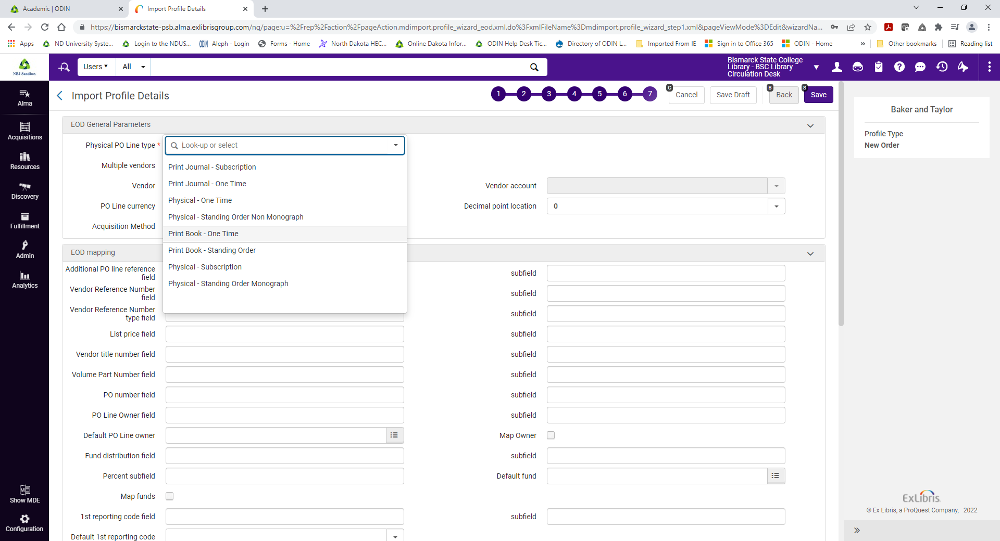 Academic | ODIN
Import Profile Details
https://bismarckstate-psb.alma.exlibrisgroup.com/ng/page;u=%2Frep%2Faction%2FpageAction.mdimport.profile_wizard_eod.xml.do%3FxmlFileName%3Dmdimport.profile_wizard_step1.xml&pageViewMode%3DEdit&wizardNa...
Apps
ND University Syste...
Login to the NDUS...
ODIN Aleph - Login
Forms - Home
North Dakota HEC...
Online Dakota Infor...
ODIN Help Desk Tic...
Directory of ODIN L...
Imported From IE
Sign in to Office 365
ODIN - Home
»
Other bookmarks
Reading list
NBJ Sandbox
Users
All
Bismarck State College
Library - BSC Library
Circulation Desk
Alma
Acquisitions
Resources
Discovery
Fulfillment
Admin
Analytics
Show MDE
Configuration
Import Profile Details
1 2 3 4 5 6 7
C
Cancel
Save Draft
B
Back
S
Save
EOD General Parameters
Physical PO Line type *
Look-up or select
Print Journal - Subscription
Print Journal - One Time
Physical - One Time
Physical - Standing Order Non Monograph
Print Book - One Time
Print Book - Standing Order
Physical - Subscription
Physical - Standing Order Monograph
Multiple vendors
Vendor
Vendor account
PO Line currency
Decimal point location
0
Acquisition Method
EOD mapping
Additional PO line reference
field
subfield
Vendor Reference Number
field
subfield
Vendor Reference Number
type field
subfield
List price field
subfield
Vendor title number field
subfield
Volume Part Number field
subfield
PO number field
subfield
PO Line Owner field
subfield
Default PO Line owner
Map Owner
Fund distribution field
subfield
Percent subfield
Default fund
Map funds
1st reporting code field
subfield
Default 1st reporting code
Baker and Taylor
Profile Type
New Order
ExLibris
© Ex Libris, a ProQuest Company, 2022